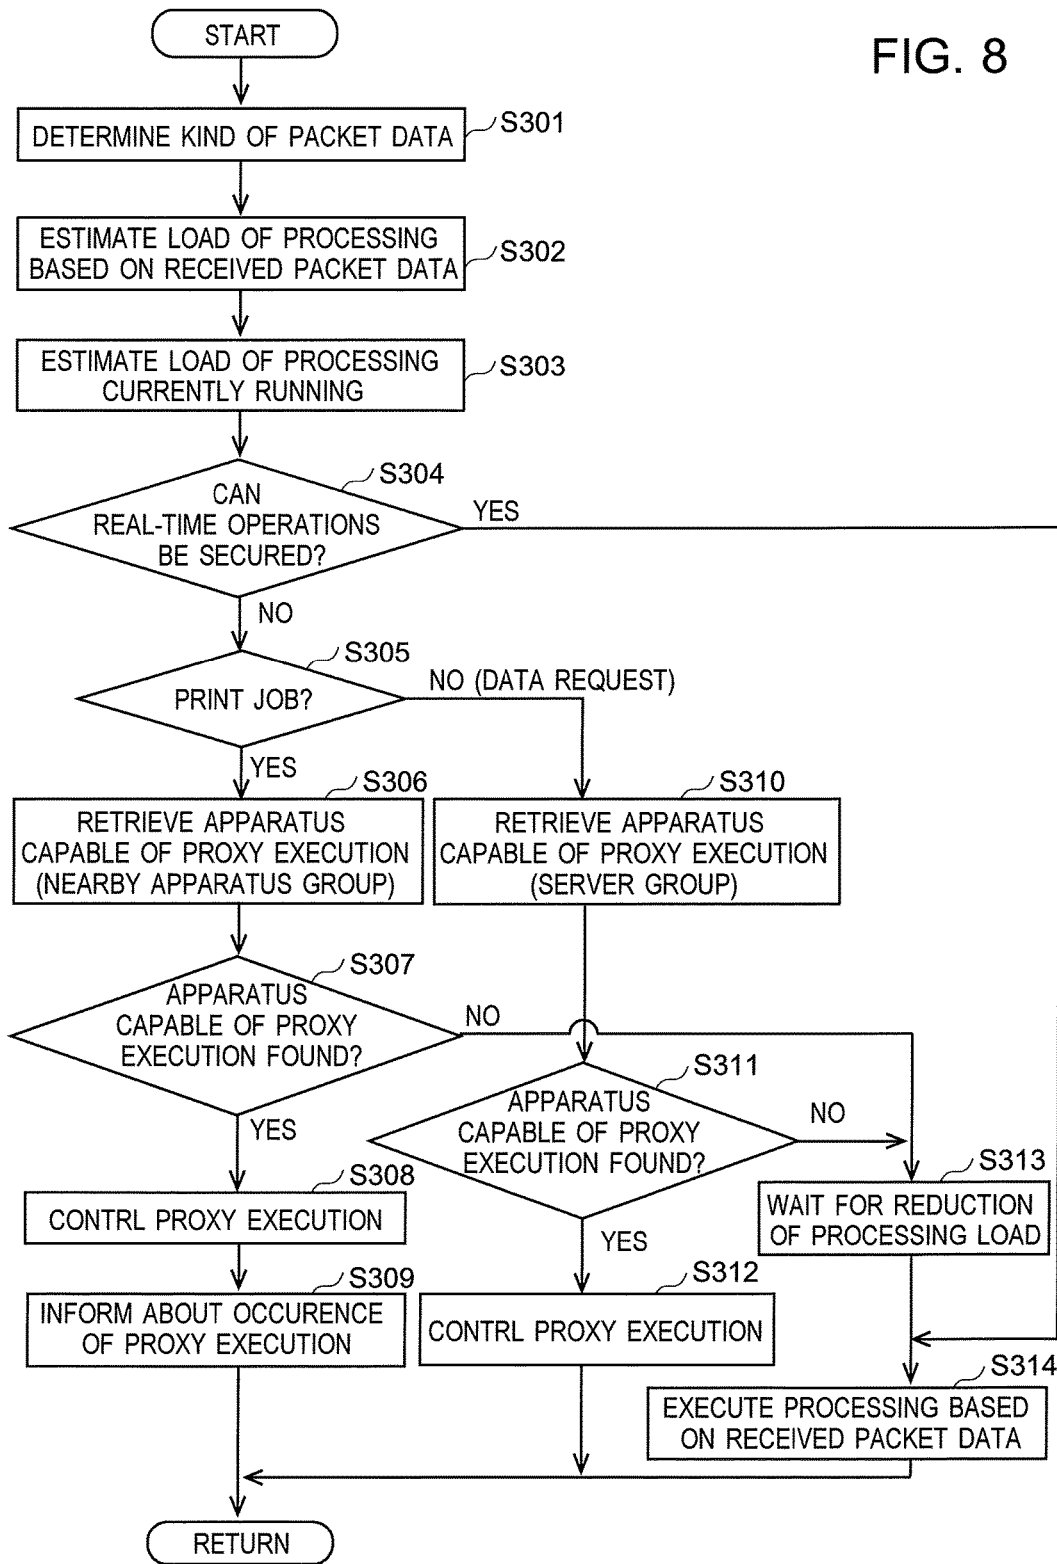 FIG. 8
START
DETERMINE KIND OF PACKET DATA
S301
ESTIMATE LOAD OF PROCESSING
BASED ON RECEIVED PACKET DATA
S302
ESTIMATE LOAD OF PROCESSING
CURRENTLY RUNNING
S303
S304
CAN
REAL-TIME OPERATIONS
BE SECURED?
YES
NO
S305
PRINT JOB?
NO (DATA REQUEST)
YES
S306
RETRIEVE APPARATUS
CAPABLE OF PROXY EXECUTION
(NEARBY APPARATUS GROUP)
S310
RETRIEVE APPARATUS
CAPABLE OF PROXY EXECUTION
(SERVER GROUP)
S307
APPARATUS
CAPABLE OF PROXY
EXECUTION FOUND?
NO
YES
S311
APPARATUS
CAPABLE OF PROXY
EXECUTION FOUND?
NO
YES
S308
CONTRL PROXY EXECUTION
S313
WAIT FOR REDUCTION
OF PROCESSING LOAD
S309
INFORM ABOUT OCCURENCE
OF PROXY EXECUTION
S312
CONTRL PROXY EXECUTION
S314
EXECUTE PROCESSING BASED
ON RECEIVED PACKET DATA
RETURN